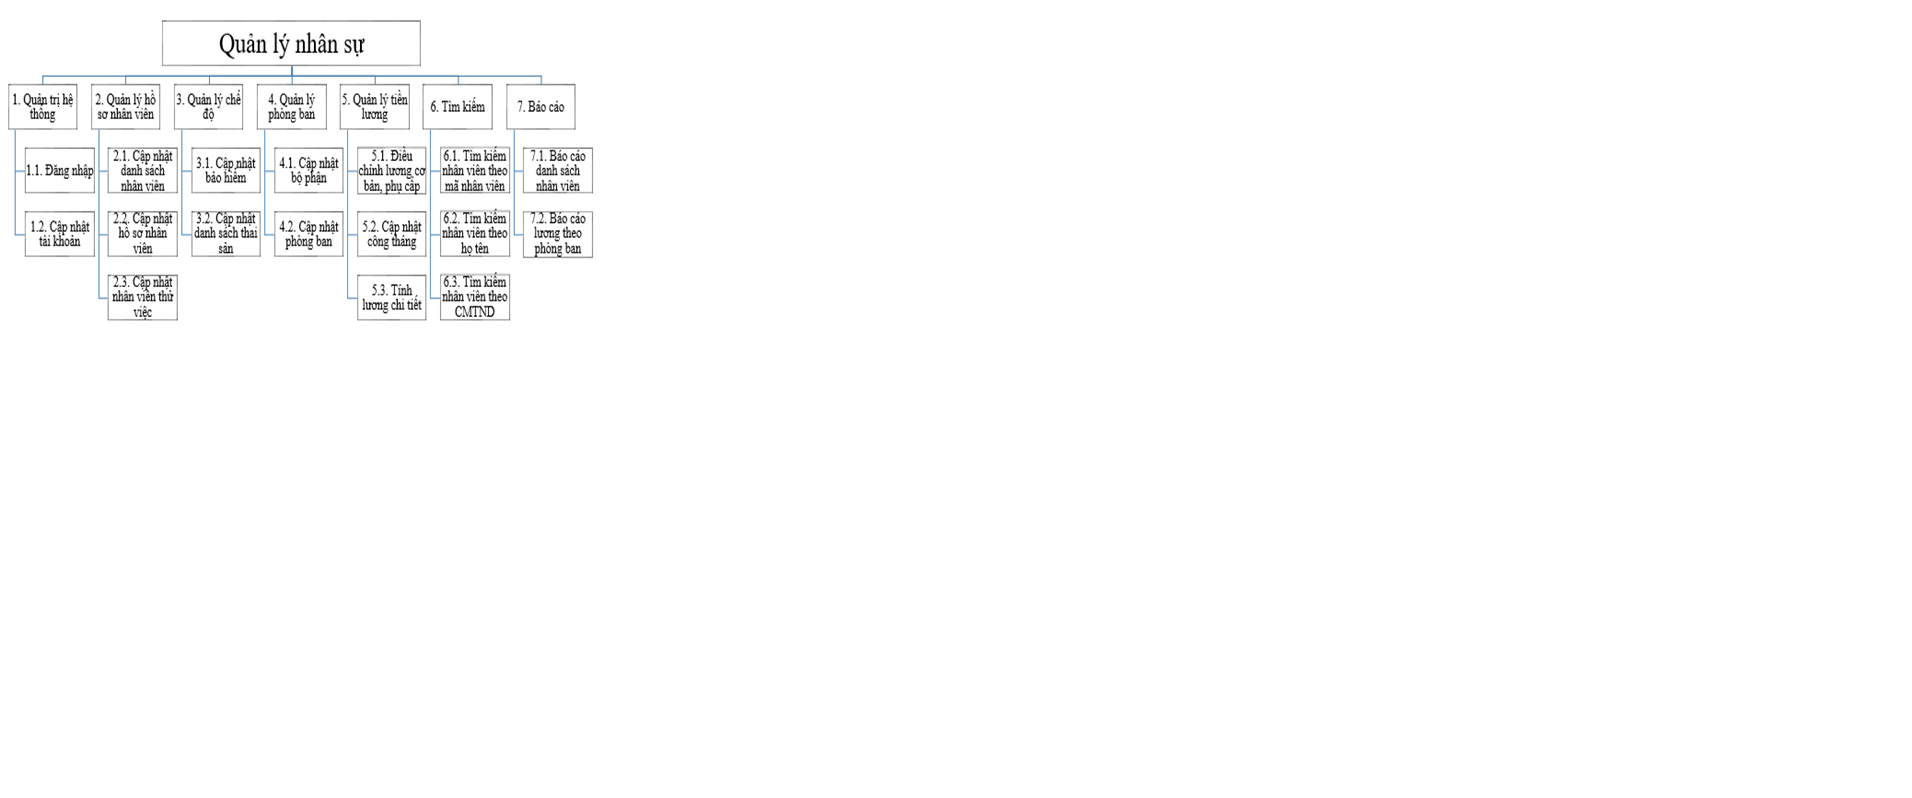 Quản lý nhân sự
1. Quản trị hệ
thống
2. Quản lý hồ
sơ nhân viên
3. Quản lý chế
độ
4. Quản lý
phòng ban
5. Quản lý tiền
lương
6. Tìm kiếm
7. Báo cáo
1.1. Đăng nhập
1.2. Cập nhật
tài khoản
2.1. Cập nhật
danh sách
nhân viên
2.2. Cập nhật
hồ sơ nhân
viên
2.3. Cập nhật
nhân viên thử
việc
3.1. Cập nhật
bảo hiểm
3.2. Cập nhật
danh sách thai
sản
4.1. Cập nhật
bộ phận
4.2. Cập nhật
phòng ban
5.1. Điều
chỉnh lương cơ
bản, phụ cấp
5.2. Cập nhật
công tháng
5.3. Tính
lương chi tiết
6.1. Tìm kiếm
nhân viên theo
mã nhân viên
6.2. Tìm kiếm
nhân viên theo
họ tên
6.3. Tìm kiếm
nhân viên theo
CMTND
7.1. Báo cáo
danh sách
nhân viên
7.2. Báo cáo
lương theo
phòng ban